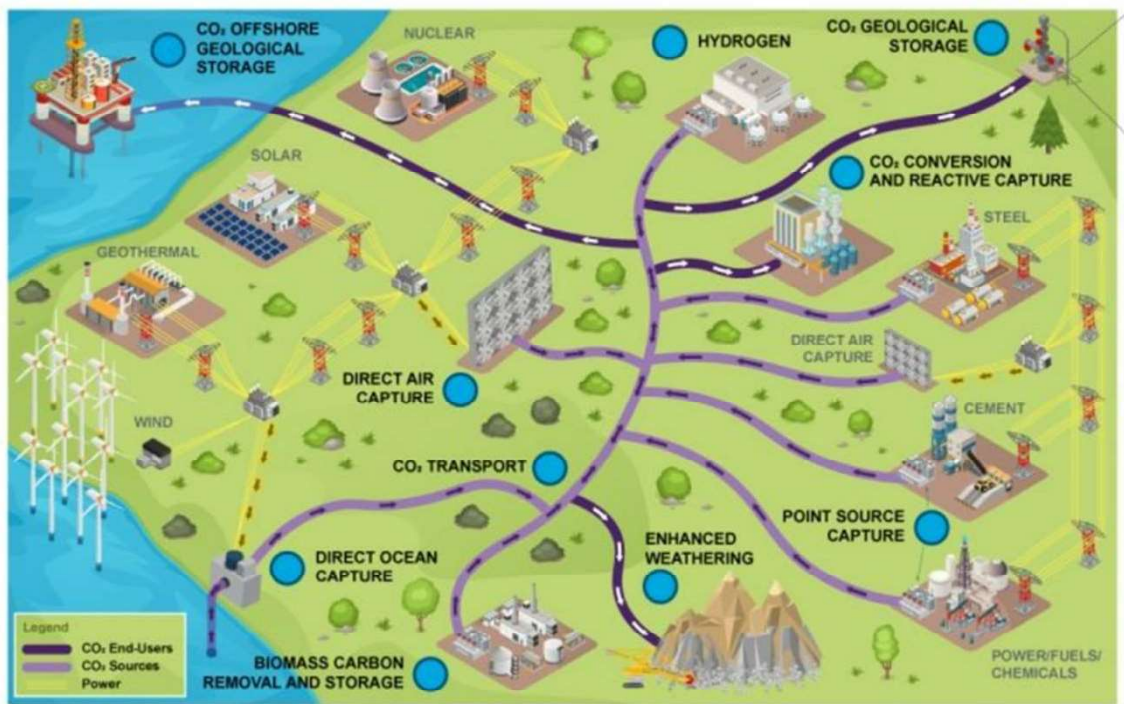 CO₂ OFFSHORE
GEOLOGICAL
STORAGE
NUCLEAR
HYDROGEN
CO₂ GEOLOGICAL
STORAGE
SOLAR
CO₂ CONVERSION
AND REACTIVE CAPTURE
STEEL
GEOTHERMAL
DIRECT AIR
CAPTURE
DIRECT AIR
CAPTURE
CEMENT
WIND
CO₂ TRANSPORT
POINT SOURCE
CAPTURE
DIRECT OCEAN
CAPTURE
ENHANCED
WEATHERING
Legend
CO₂ End-Users
CO₂ Sources
Power
BIOMASS CARBON
REMOVAL AND STORAGE
POWER/FUELS/
CHEMICALS